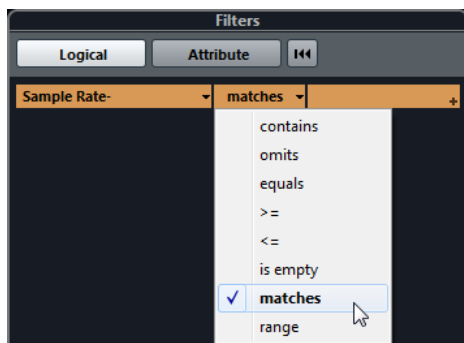 Filters
Logical Attribute
Sample Rate- matches
contains
omits
equals
>=
<=
is empty
matches
range